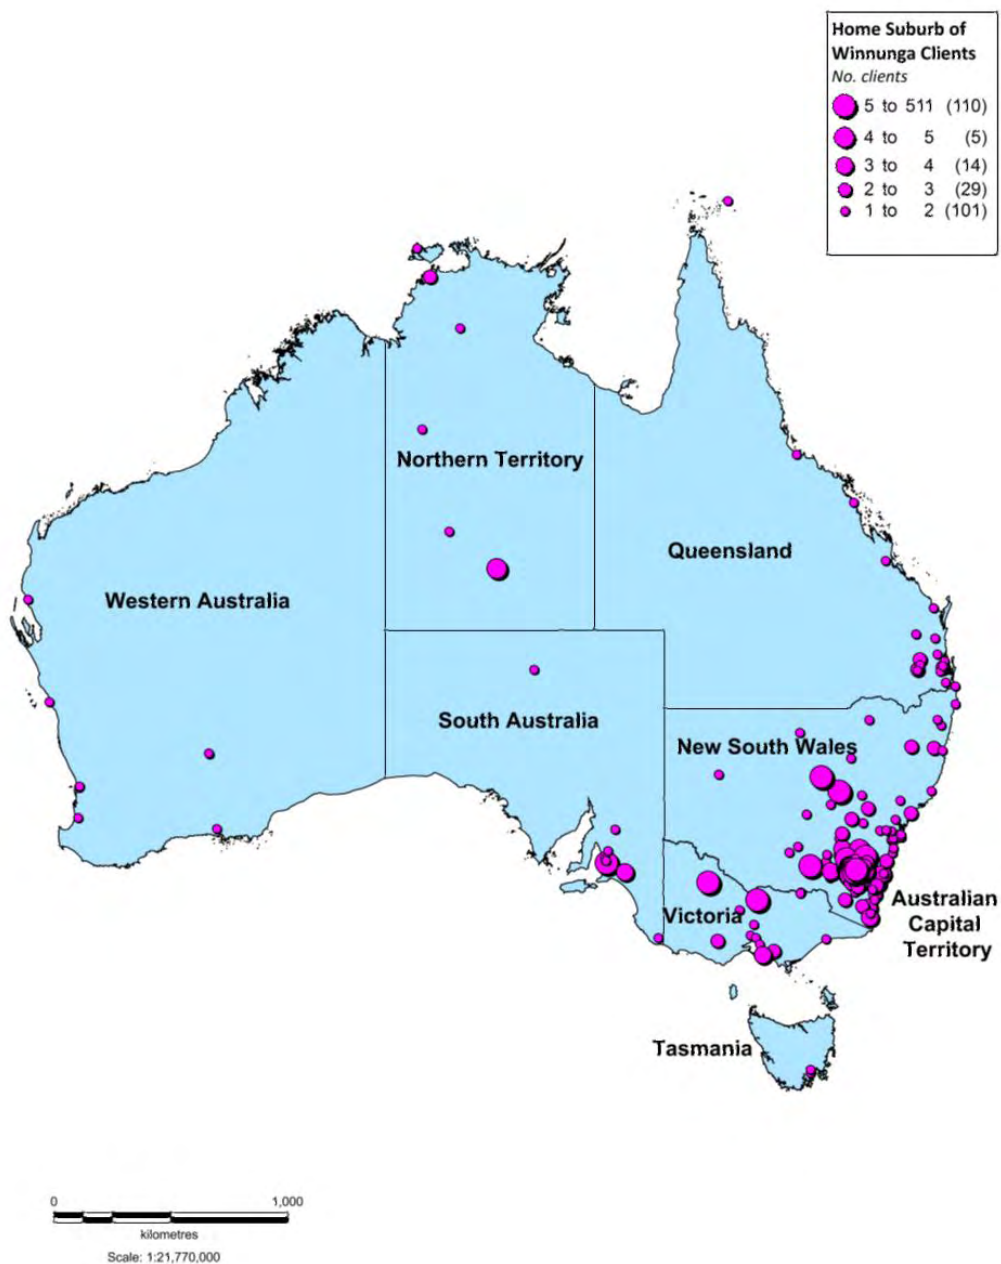 Home Suburb of
Winnunga Clients
No. clients
5 to 511 (110)
4 to 5 (5)
3 to 4 (14)
2 to 3 (29)
1 to 2 (101)
Northern Territory
Queensland
Western Australia
South Australia
New South Wales
Australian
Capital
Territory
Victoria
Tasmania
0 1,000
kilometres
Scale: 1:21,770,000